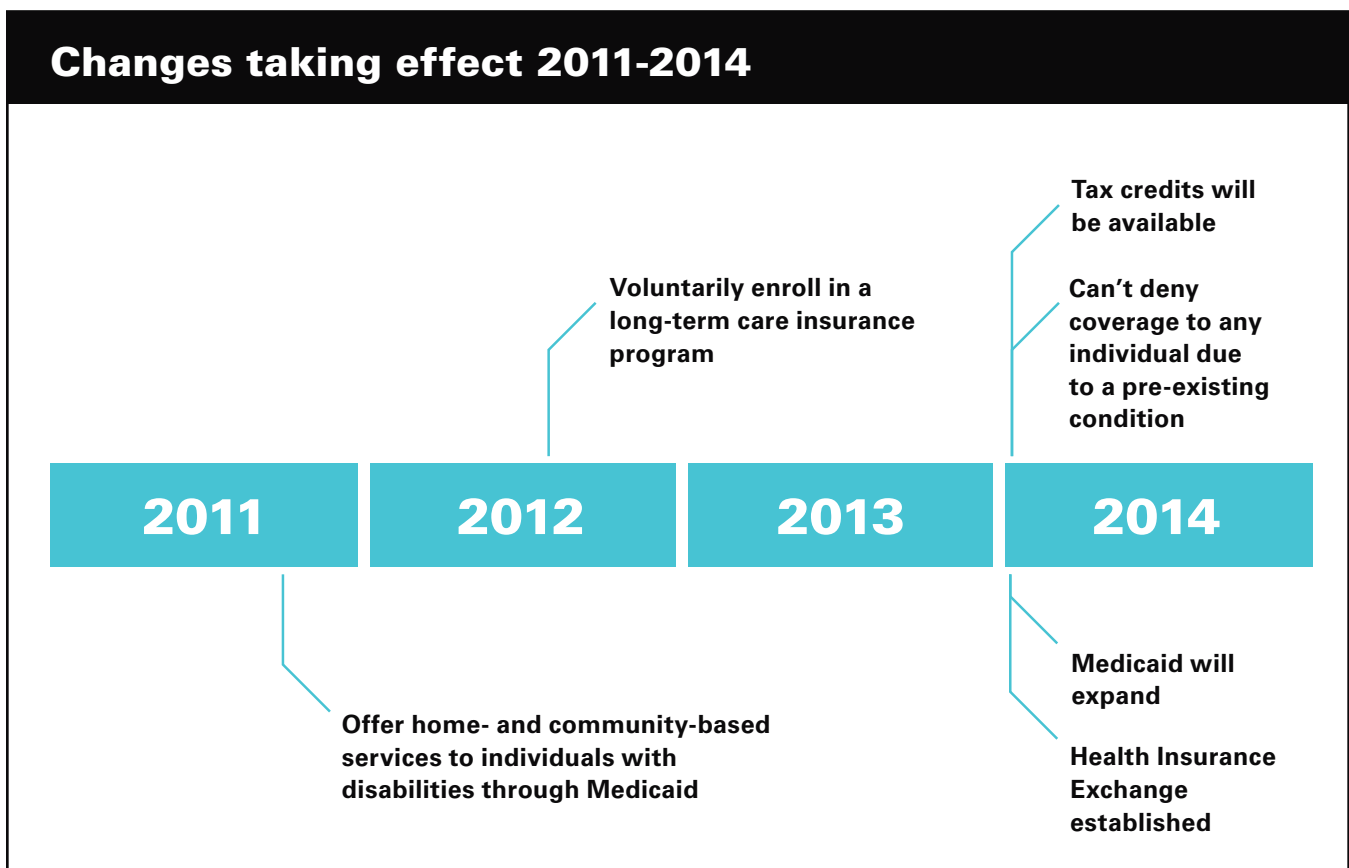 Changes taking effect 2011-2014
Tax credits will
be available
Voluntarily enroll in a
long-term care insurance
program
Can’t deny
coverage to any
individual due
to a pre-existing
condition
2011
2012
2013
2014
Offer home- and community-based
services to individuals with
disabilities through Medicaid
Medicaid will
expand
Health Insurance
Exchange
established